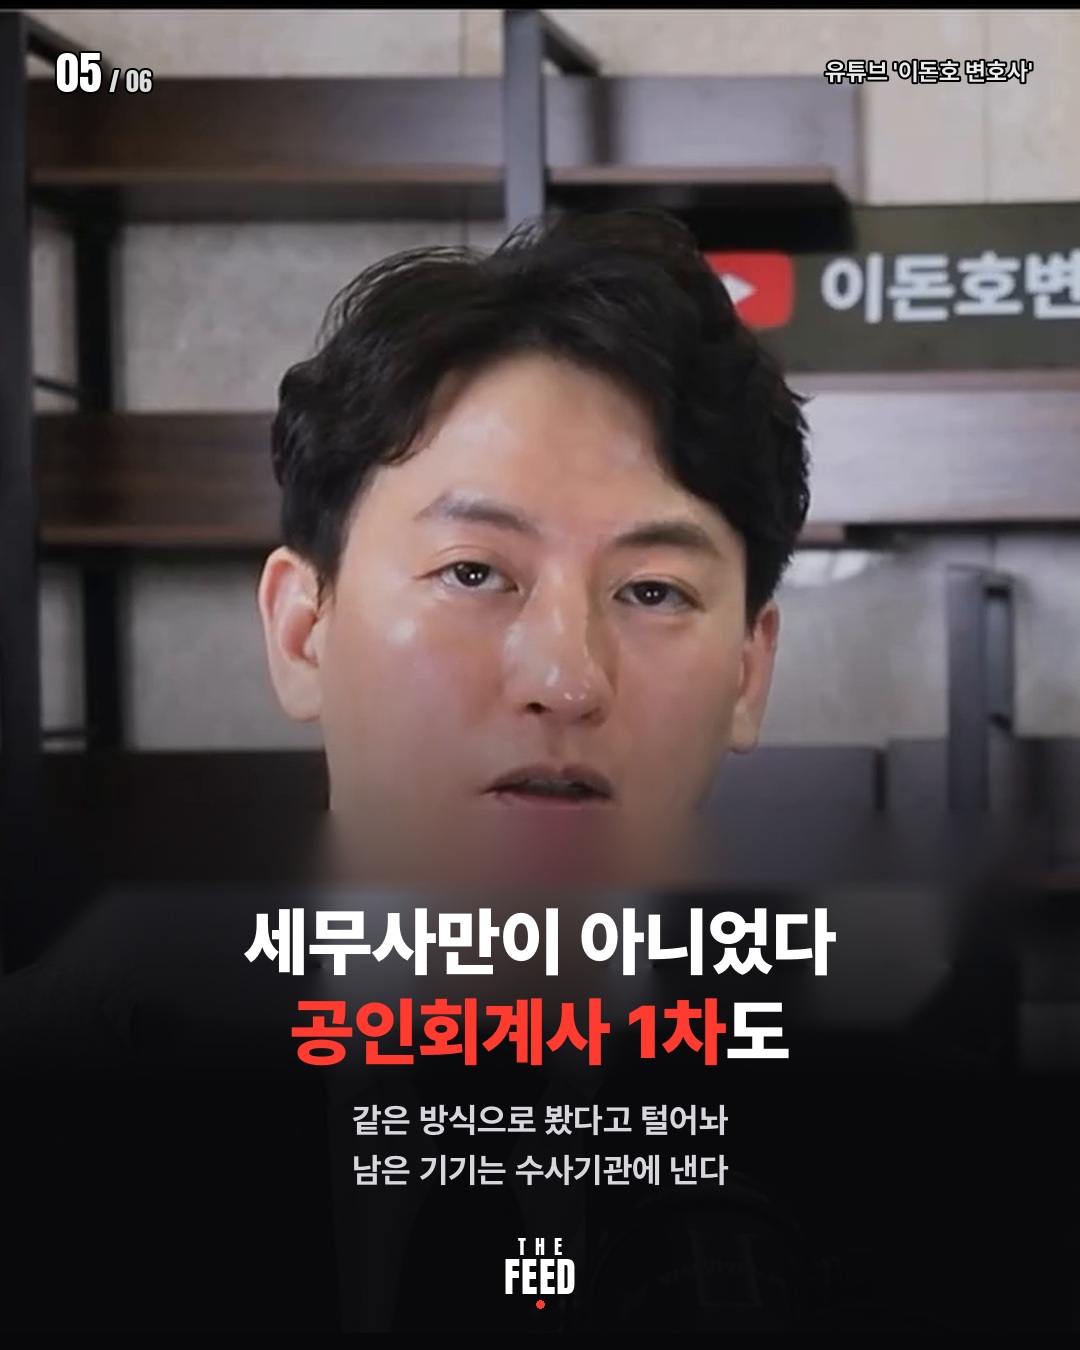 05 / 06
유튜브 '이돈호 변호사'
이돈호변
세무사만이 아니었다
공인회계사 1차도
같은 방식으로 봤다고 털어놔
남은 기기는 수사기관에 낸다
THE
FEED